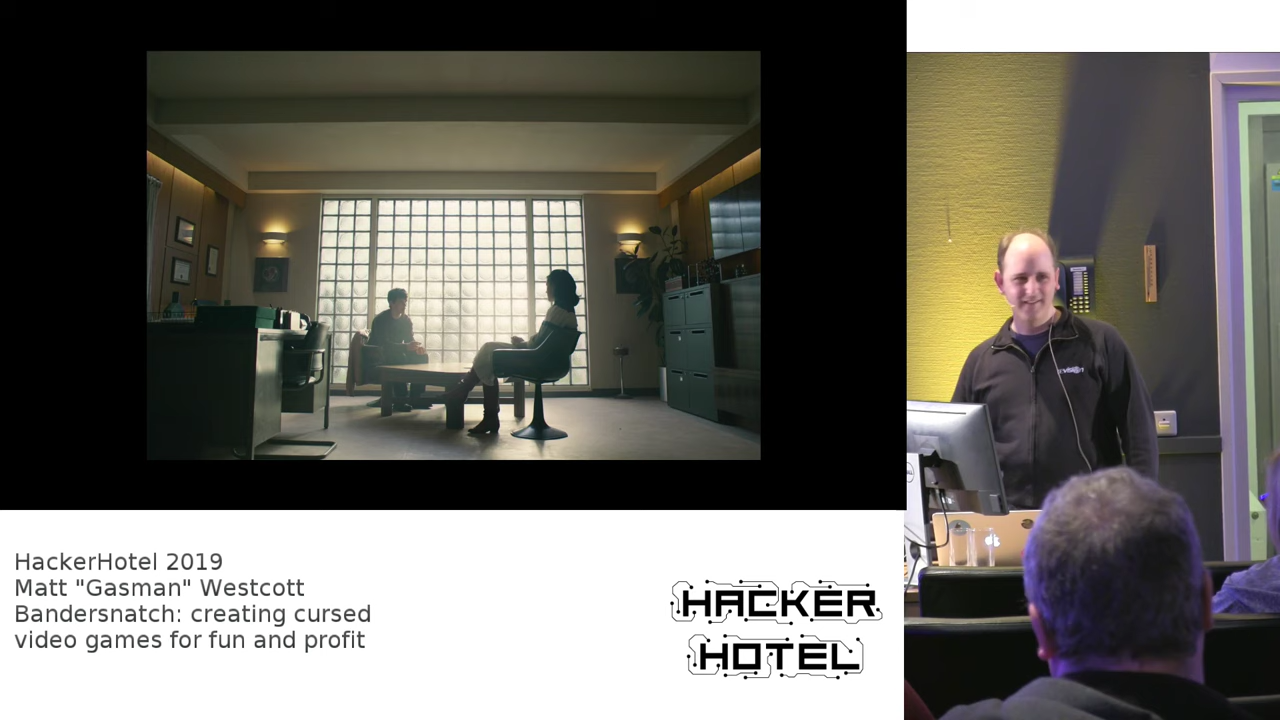 HackerHotel 2019
Matt "Gasman" Westcott
Bandersnatch: creating cursed
video games for fun and profit
HACKER
HOTEL